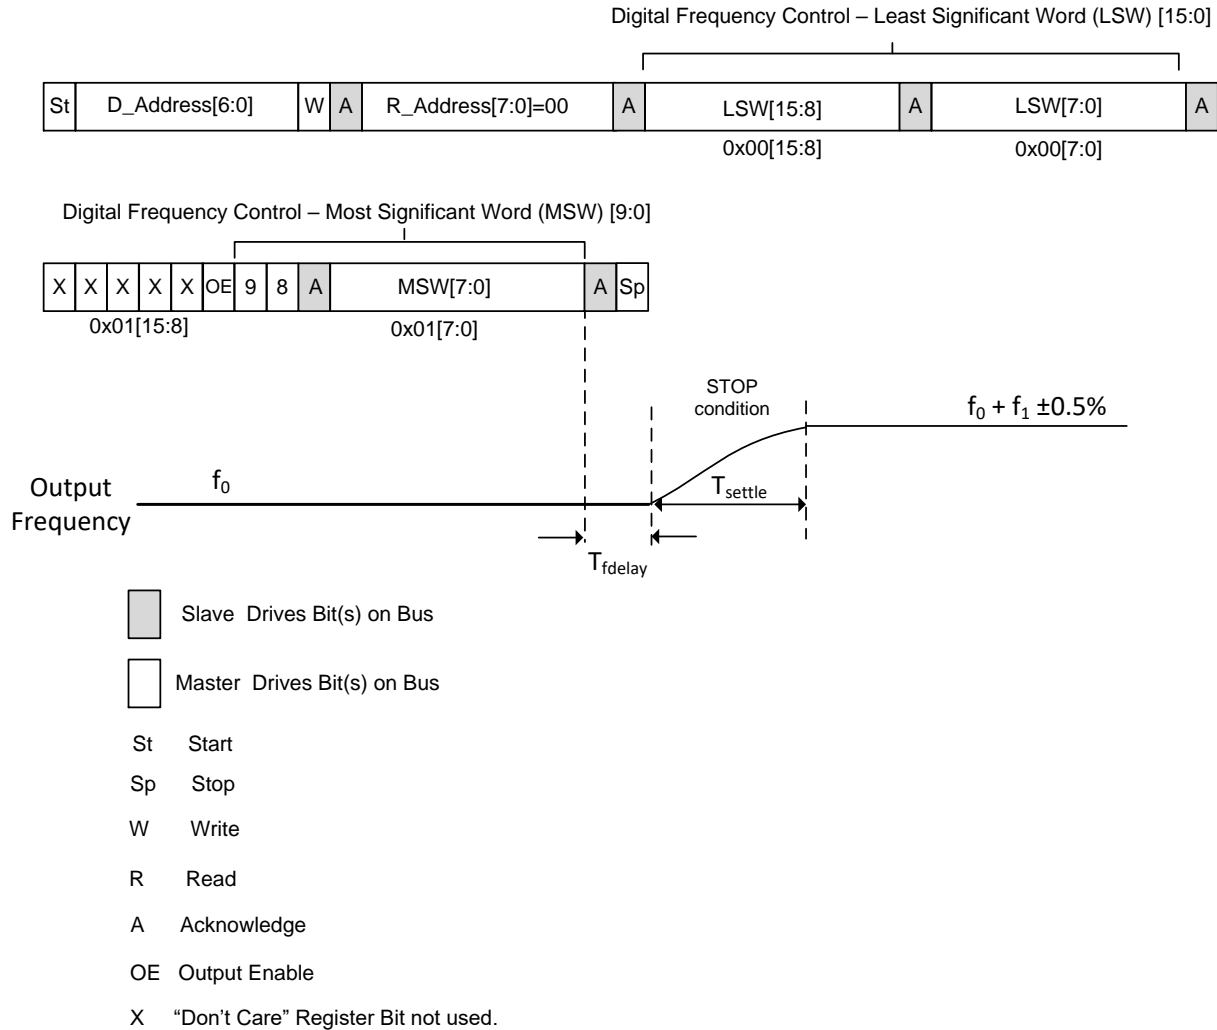 Digital Frequency Control – Least Significant Word (LSW) [15:0]
St D_Address[6:0] W A R_Address[7:0]=00 A LSW[15:8] A LSW[7:0] A
0x00[15:8] 0x00[7:0]
Digital Frequency Control – Most Significant Word (MSW) [9:0]
X X X X X OE 9 8 A MSW[7:0] A Sp
0x01[15:8] 0x01[7:0]
STOP
condition
f0 + f1 ±0.5%
f0
Output
Frequency
Tsettle
Tfdelay
Slave Drives Bit(s) on Bus
Master Drives Bit(s) on Bus
St Start
Sp Stop
W Write
R Read
A Acknowledge
OE Output Enable
X “Don’t Care” Register Bit not used.